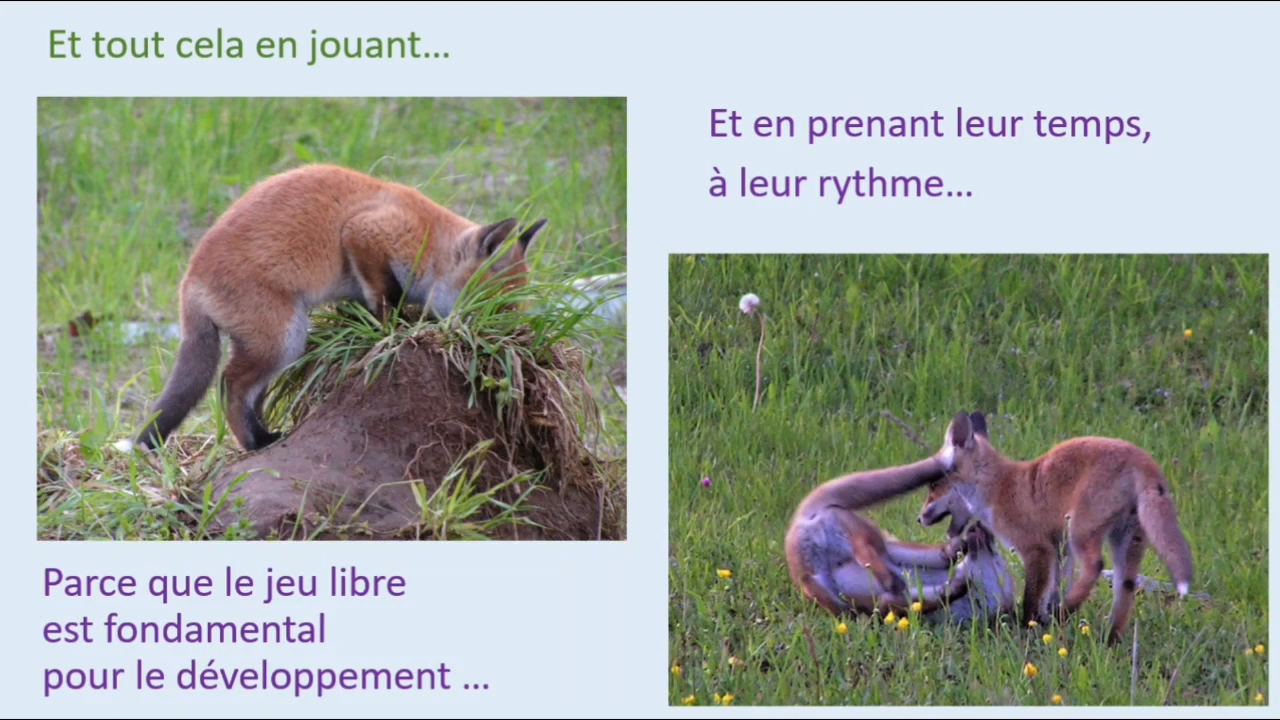 Et tout cela en jouant...
Et en prenant leur temps,
à leur rythme...
Parce que le jeu libre
est fondamental
pour le développement ...